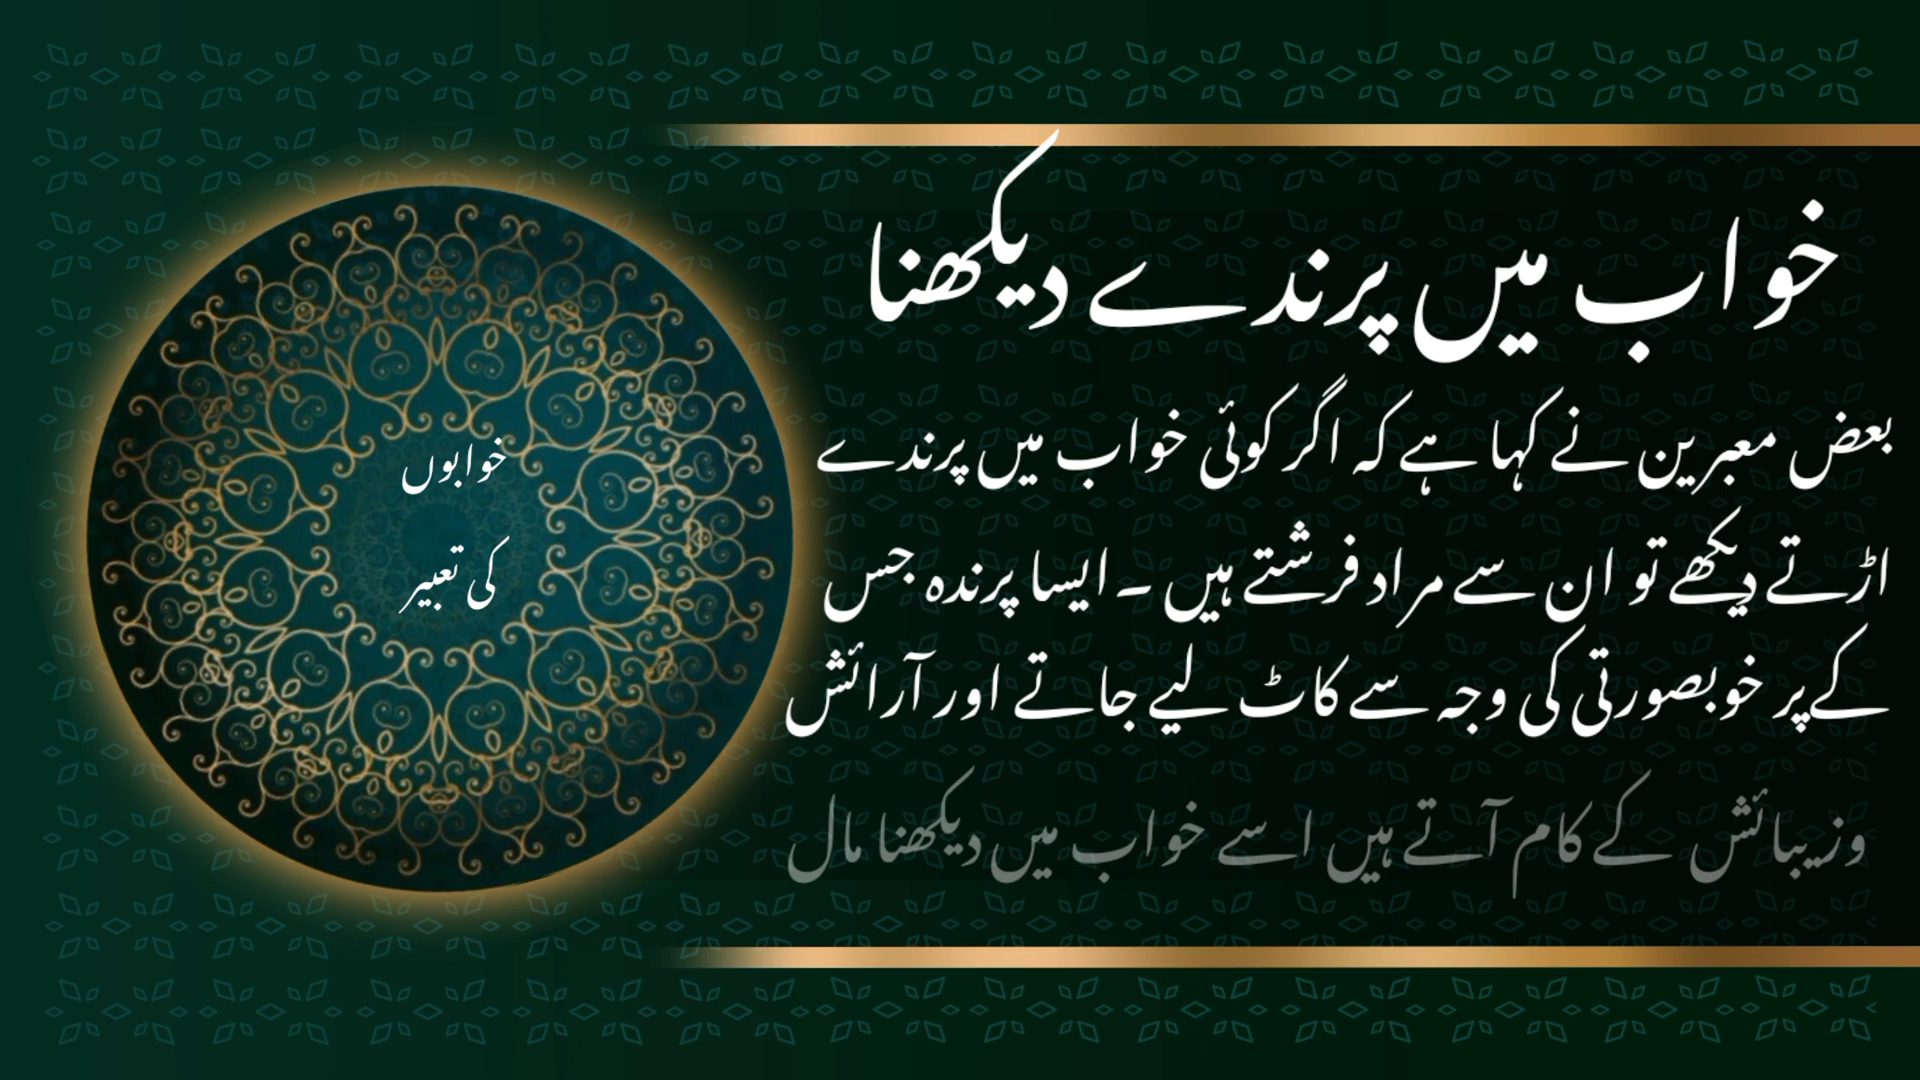 خواب میں پرندے دیکھنا
بعض معبرین نے کہا ہے کہ اگر کوئی خواب میں پرندے
اڑتے دیکھے تو ان سے مراد فرشتے ہیں ۔ ایسا پرندہ جس
کے پر خوبصورتی کی وجہ سے کاٹ لیے جاتے اور آرائش
وزیبائش کے کام آتے ہیں اسے خواب میں دیکھنا مال
خوابوں
کی تعبیر